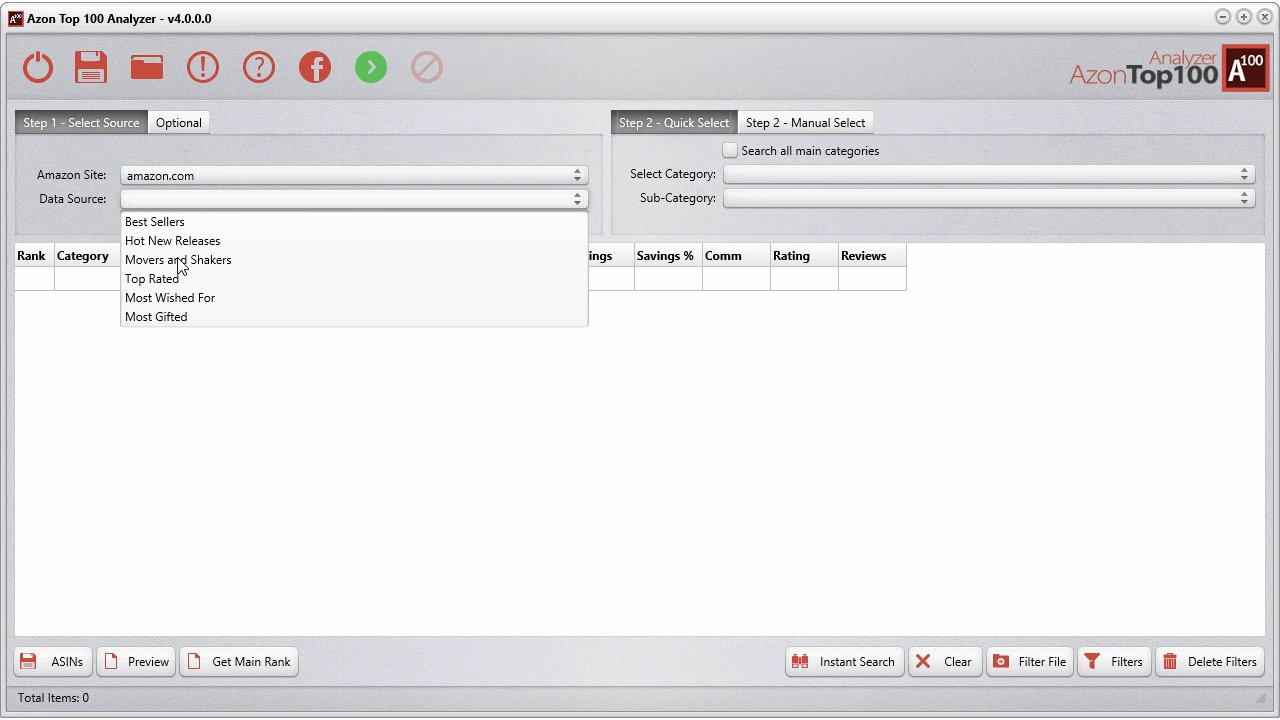 Azon Top 100 Analyzer - v4.0.0.0
Analyzer
AzonTop100
A100
Step 1 - Select Source
Optional
Step 2 - Quick Select
Step 2 - Manual Select
Search all main categories
Amazon Site:
amazon.com
Select Category:
Data Source:
Sub-Category:
Best Sellers
Hot New Releases
Movers and Shakers
Top Rated
Most Wished For
Most Gifted
Rank Category ings Savings % Comm Rating Reviews
ASINs
Preview
Get Main Rank
Instant Search
Clear
Filter File
Filters
Delete Filters
Total Items: 0